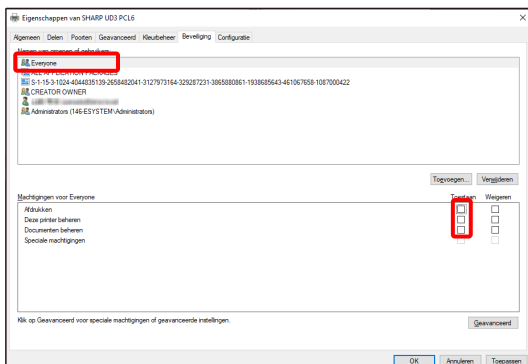 Eigenschappen van SHARP UD3 PCL6
Algemeen Delen Poorten Geavanceerd Kleurbeheer Beveiliging Configuratie
Namen van groepen of gebruikers:
Everyone
ALL APPLICATION PACKAGES
S-1-15-3-1024-4044835139-2658482041-3127973164-329287231-3865880861-1938685643-461067658-1087000422
CREATOR OWNER
Administrators (146-ESYSTEM\Administrators)
Toevoegen... Verwijderen
Machtigingen voor Everyone Toestaan Weigeren
Afdrukken
Deze printer beheren
Documenten beheren
Speciale machtigingen
Klik op Geavanceerd voor speciale machtigingen of geavanceerde instellingen.
Geavanceerd
OK Annuleren Toepassen